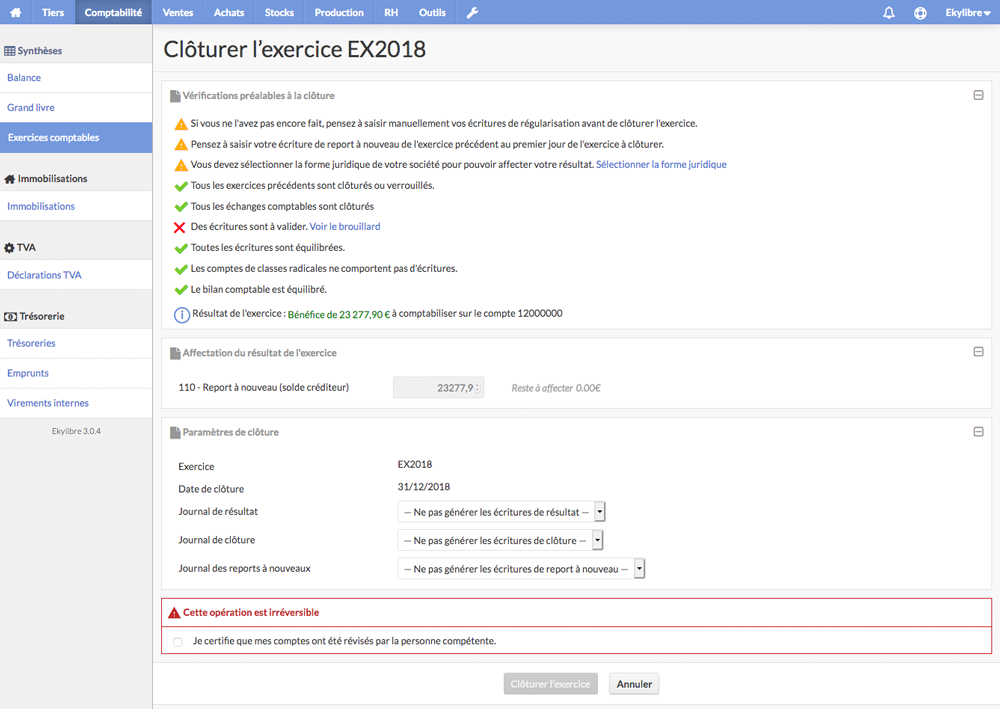 Tiers Comptabilité Ventes Achats Stocks Production RH Outils Ekylibre
Synthèses
Balance
Grand livre
Exercices comptables
Immobilisations
Immobilisations
TVA
Déclarations TVA
Trésorerie
Trésoreries
Emprunts
Virements internes
Ekylibre 3.0.4
Clôturer l’exercice EX2018
Vérifications préalables à la clôture
Si vous ne l'avez pas encore fait, pensez à saisir manuellement vos écritures de régularisation avant de clôturer l'exercice.
Pensez à saisir votre écriture de report à nouveau de l'exercice précédent au premier jour de l'exercice à clôturer.
Vous devez sélectionner la forme juridique de votre société pour pouvoir affecter votre résultat. Sélectionner la forme juridique
Tous les exercices précédents sont clôturés ou verrouillés.
Tous les échanges comptables sont clôturés
Des écritures sont à valider. Voir le brouillard
Toutes les écritures sont équilibrées.
Les comptes de classes radicales ne comportent pas d'écritures.
Le bilan comptable est équilibré.
Résultat de l'exercice : Bénéfice de 23 277,90 € à comptabiliser sur le compte 12000000
Affectation du résultat de l'exercice
110 - Report à nouveau (solde créditeur) 23277,9 Reste à affecter 0.00€
Paramètres de clôture
Exercice EX2018
Date de clôture 31/12/2018
Journal de résultat — Ne pas générer les écritures de résultat —
Journal de clôture — Ne pas générer les écritures de clôture —
Journal des reports à nouveaux — Ne pas générer les écritures de report à nouveau —
Cette opération est irréversible
Je certifie que mes comptes ont été révisés par la personne compétente.
Clôturer l'exercice Annuler